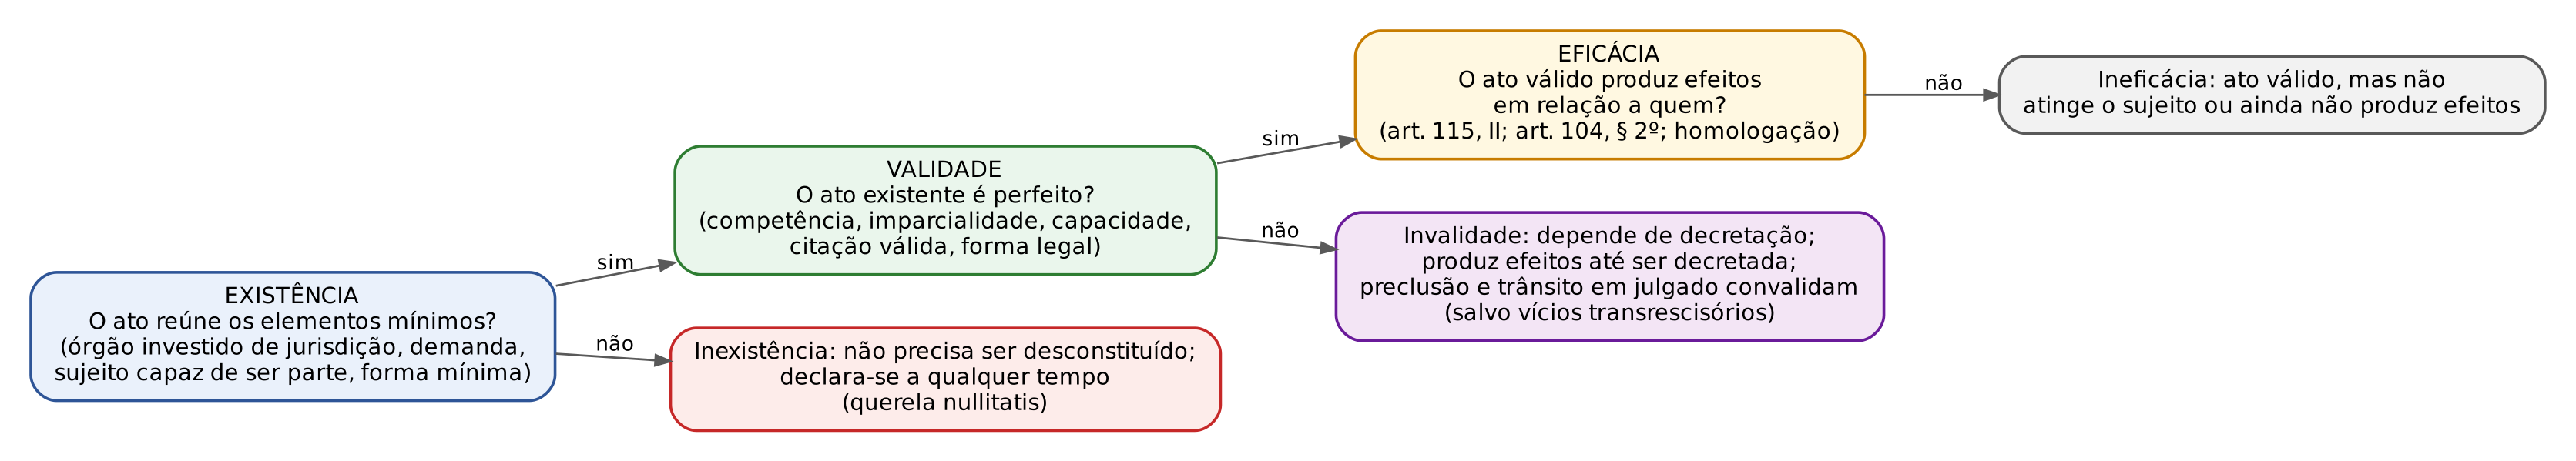 EXISTÊNCIA
O ato reúne os elementos mínimos?
(órgão investido de jurisdição, demanda,
sujeito capaz de ser parte, forma mínima)
sim
não
VALIDADE
O ato existente é perfeito?
(competência, imparcialidade, capacidade,
citação válida, forma legal)
Inexistência: não precisa ser desconstituído;
declara-se a qualquer tempo
(querela nullitatis)
sim
não
EFICÁCIA
O ato válido produz efeitos
em relação a quem?
(art. 115, II; art. 104, § 2º; homologação)
Invalidade: depende de decretação;
produz efeitos até ser decretada;
preclusão e trânsito em julgado convalidam
(salvo vícios transrescisórios)
não
Ineficácia: ato válido, mas não
atinge o sujeito ou ainda não produz efeitos